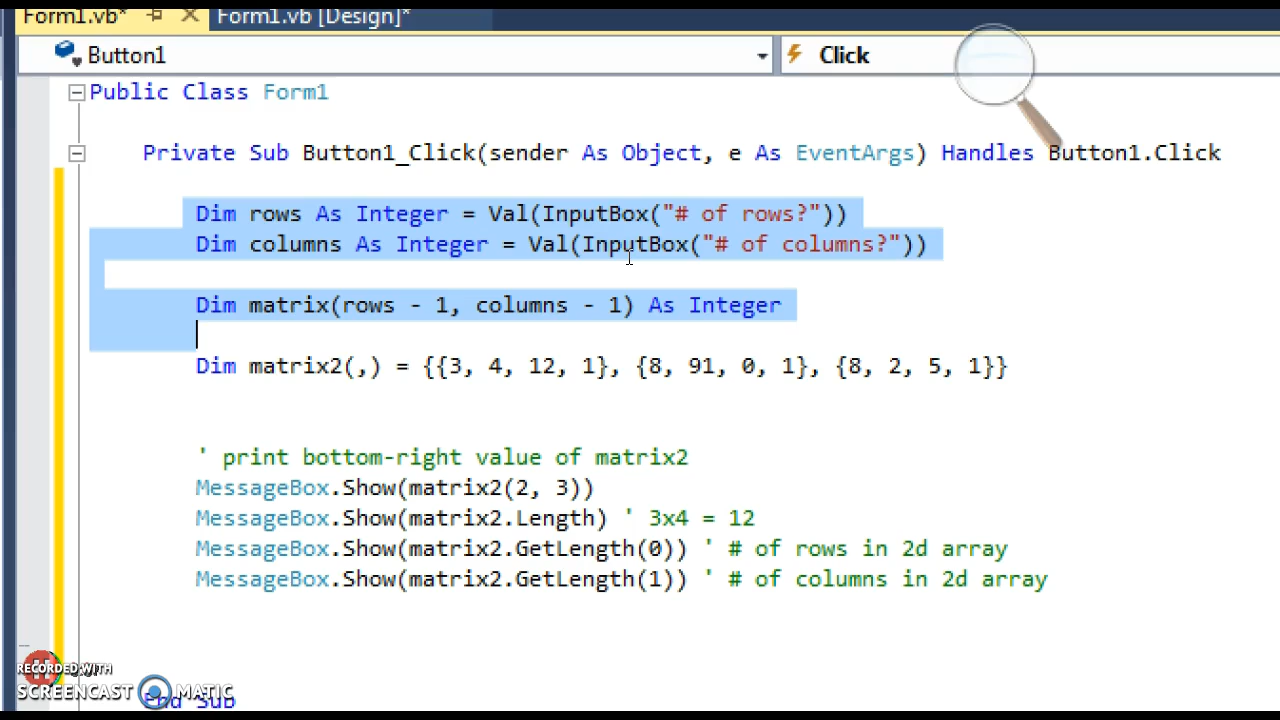 Form1.vb* Form1.vb [Design]*
Button1 Click
Public Class Form1
Private Sub Button1_Click(sender As Object, e As EventArgs) Handles Button1.Click
Dim rows As Integer = Val(InputBox("# of rows?"))
Dim columns As Integer = Val(InputBox("# of columns?"))
Dim matrix(rows - 1, columns - 1) As Integer
Dim matrix2(,) = {{3, 4, 12, 1}, {8, 91, 0, 1}, {8, 2, 5, 1}}
' print bottom-right value of matrix2
MessageBox.Show(matrix2(2, 3))
MessageBox.Show(matrix2.Length) ' 3x4 = 12
MessageBox.Show(matrix2.GetLength(0)) ' # of rows in 2d array
MessageBox.Show(matrix2.GetLength(1)) ' # of columns in 2d array
RECORDED WITH
SCREENCAST MATIC
End Sub